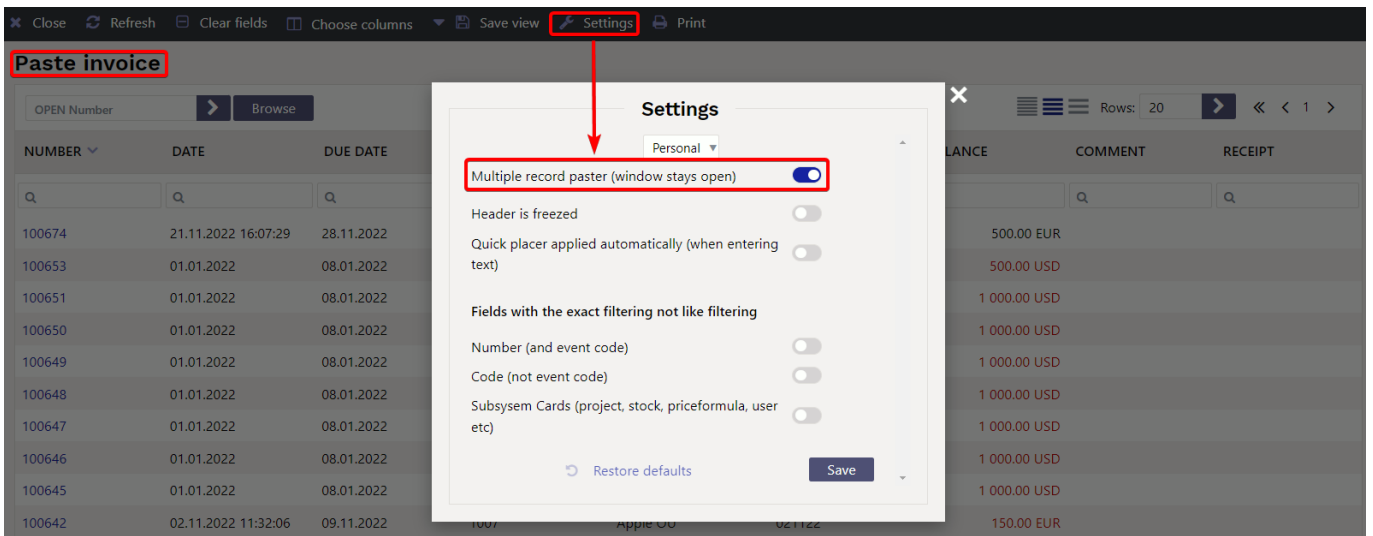 Close Refresh Clear fields Choose columns Save view Settings Print
Paste invoice
OPEN Number Browse Rows: 20 1
Settings
Personal
NUMBER DATE DUE DATE LANCE COMMENT RECEIPT
Multiple record paster (window stays open)
Header is freezed
Quick placer applied automatically (when entering
text)
Fields with the exact filtering not like filtering
Number (and event code)
Code (not event code)
Subsysem Cards (project, stock, priceformula, user
etc)
Restore defaults Save
100674 21.11.2022 16:07:29 28.11.2022 500.00 EUR
100653 01.01.2022 08.01.2022 500.00 USD
100651 01.01.2022 08.01.2022 1 000.00 USD
100650 01.01.2022 08.01.2022 1 000.00 USD
100649 01.01.2022 08.01.2022 1 000.00 USD
100648 01.01.2022 08.01.2022 1 000.00 USD
100647 01.01.2022 08.01.2022 1 000.00 USD
100646 01.01.2022 08.01.2022 1 000.00 USD
100645 01.01.2022 08.01.2022 1 000.00 USD
100642 02.11.2022 11:32:06 09.11.2022 1007 Apple OÜ 021122 150.00 EUR